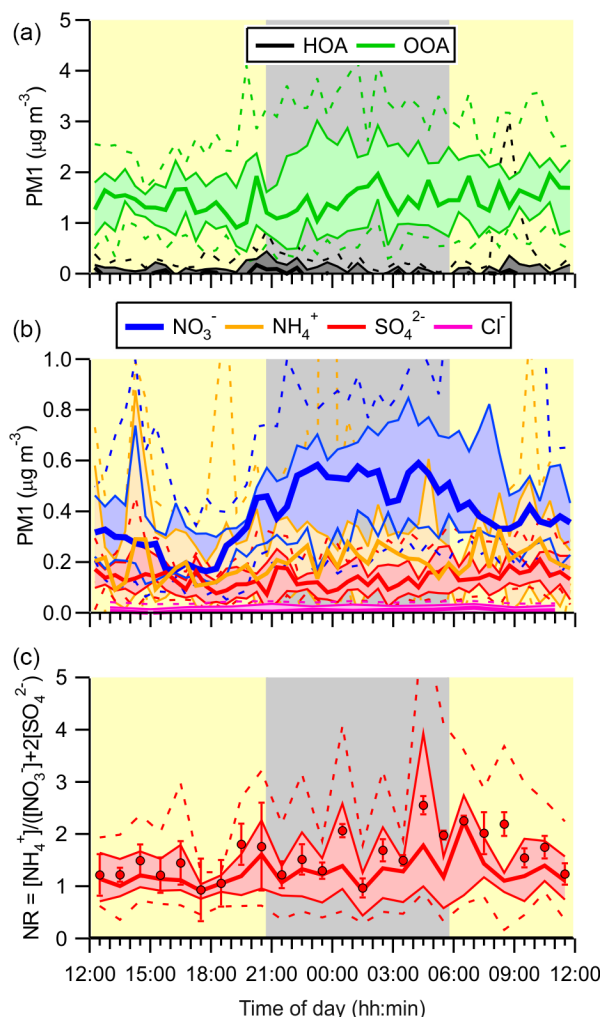 (a)
HOA OOA
5
4
3
2
1
0
PM1 (µg m⁻³)
(b)
NO₃⁻ NH₄⁺ SO₄²⁻ Cl⁻
1.0
0.8
0.6
0.4
0.2
0.0
PM1 (µg m⁻³)
(c)
5
4
3
2
1
0
NR = [NH₄⁺]/([NO₃⁻]+2[SO₄²⁻)
12:00 15:00 18:00 21:00 00:00 03:00 06:00 09:00 12:00
Time of day (hh:min)